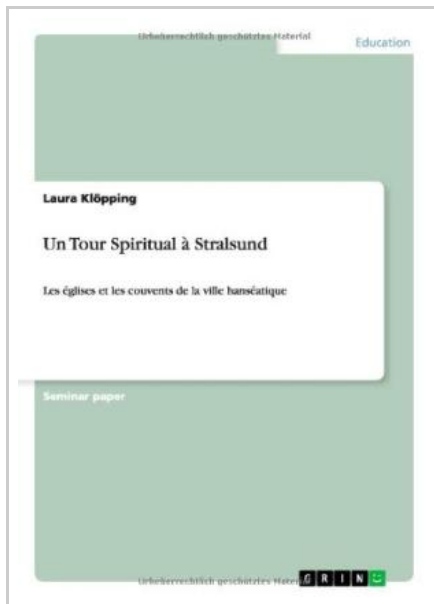 Urheberrechtlich geschütztes Material
Education
Laura Klöpping
Un Tour Spiritual à Stralsund
Les églises et les couvents de la ville hanséatique
Seminar paper
Urheberrechtlich geschütztes Mater
GRIN